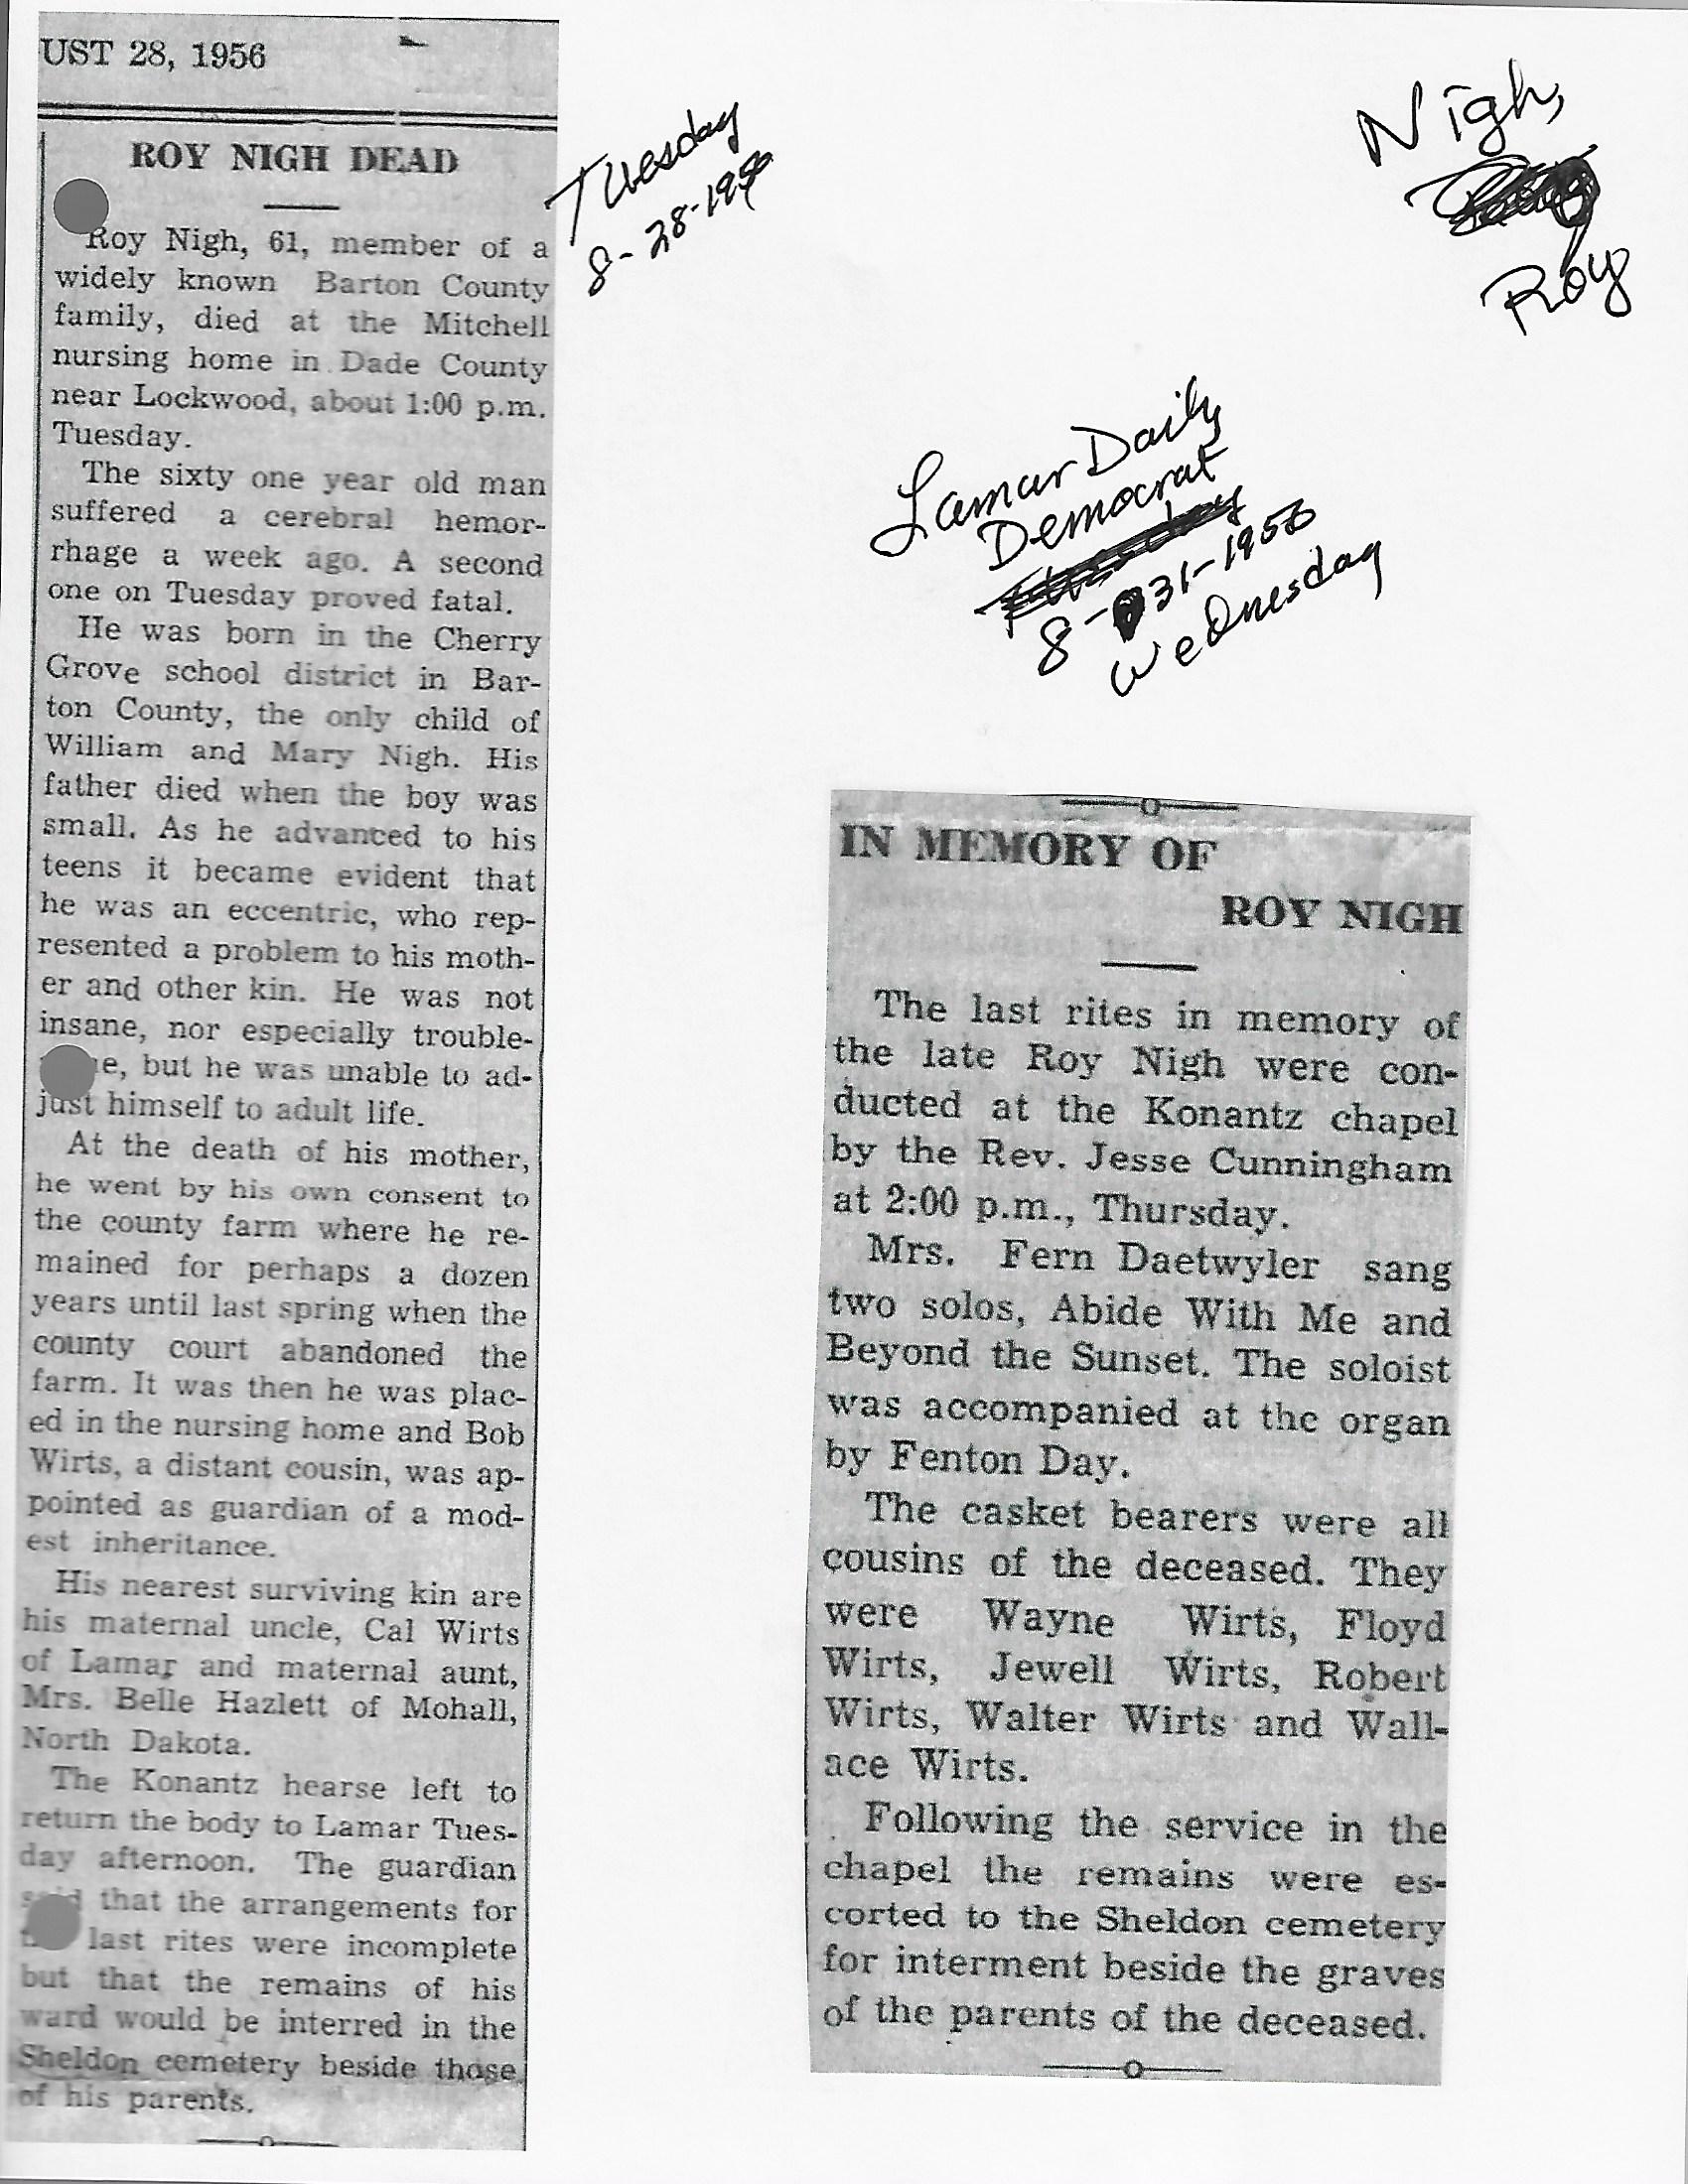 UST 28, 1956
ROY NIGH DEAD
Roy Nigh, 61, member of a
widely known Barton County
family, died at the Mitchell
nursing home in Dade County
near Lockwood, about 1:00 p.m.
Tuesday.
The sixty one year old man
suffered a cerebral hemor-
rhage a week ago. A second
one on Tuesday proved fatal.
He was born in the Cherry
Grove school district in Bar-
ton County, the only child of
William and Mary Nigh. His
father died when the boy was
small. As he advanced to his
teens it became evident that
he was an eccentric, who rep-
resented a problem to his moth-
er and other kin. He was not
insane, nor especially trouble-
e, but he was unable to ad-
just himself to adult life.
At the death of his mother,
he went by his own consent to
the county farm where he re-
mained for perhaps a dozen
years until last spring when the
county court abandoned the
farm. It was then he was plac-
ed in the nursing home and Bob
Wirts, a distant cousin, was ap-
pointed as guardian of a mod-
est inheritance.
His nearest surviving kin are
his maternal uncle, Cal Wirts
of Lamar and maternal aunt,
Mrs. Belle Hazlett of Mohall,
North Dakota.
The Konantz hearse left to
return the body to Lamar Tues-
day afternoon. The guardian
said that the arrangements for
last rites were incomplete
but that the remains of his
ward would be interred in the
Sheldon cemetery beside those
of his parents.
Tuesday
8-28-19
Nigh,
Roy
Lamar Daily
Democrat
8-31-1956
Wednesday
IN MEMORY OF
ROY NIGH
The last rites in memory of
the late Roy Nigh were con-
ducted at the Konantz chapel
by the Rev. Jesse Cunningham
at 2:00 p.m., Thursday.
Mrs. Fern Daetwyler sang
two solos, Abide With Me and
Beyond the Sunset. The soloist
was accompanied at the organ
by Fenton Day.
The casket bearers were all
cousins of the deceased. They
were Wayne Wirts, Floyd
Wirts, Jewell Wirts, Robert
Wirts, Walter Wirts and Wall-
ace Wirts.
Following the service in the
chapel the remains were es-
corted to the Sheldon cemetery
for interment beside the graves
of the parents of the deceased.